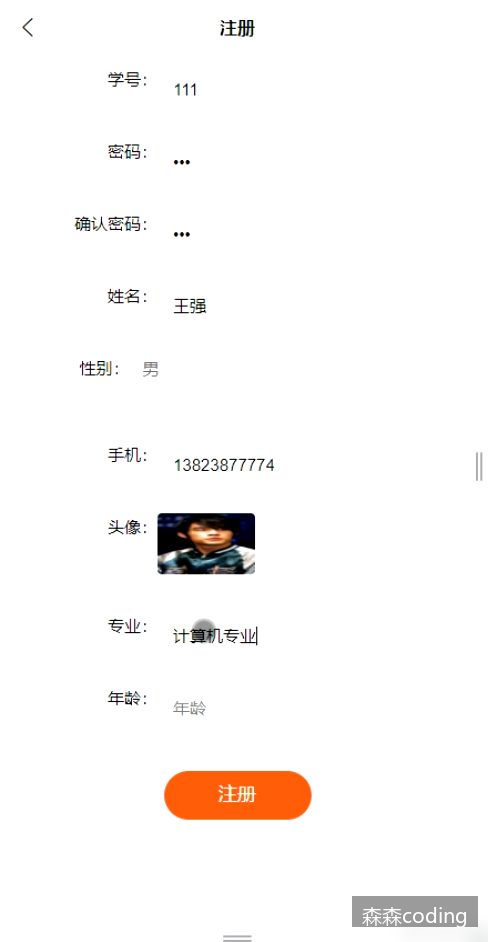 注册
学号：
111
密码：
•••
确认密码：
•••
姓名：
王强
性别：
男
手机：
13823877774
头像：
专业：
计算机专业
年龄：
年龄
注册
森森coding